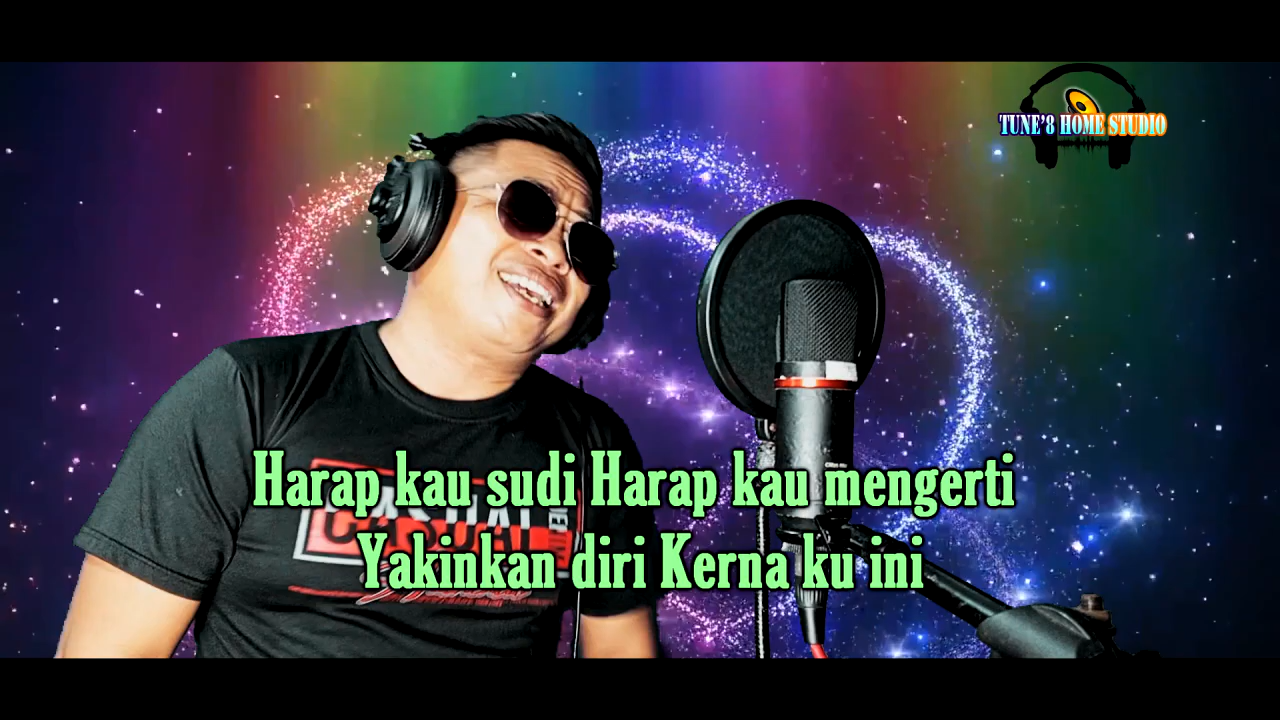 TUNE'8 HOME STUDIO
Harap kau sudi Harap kau mengerti
Yakinkan diri Kerna ku ini